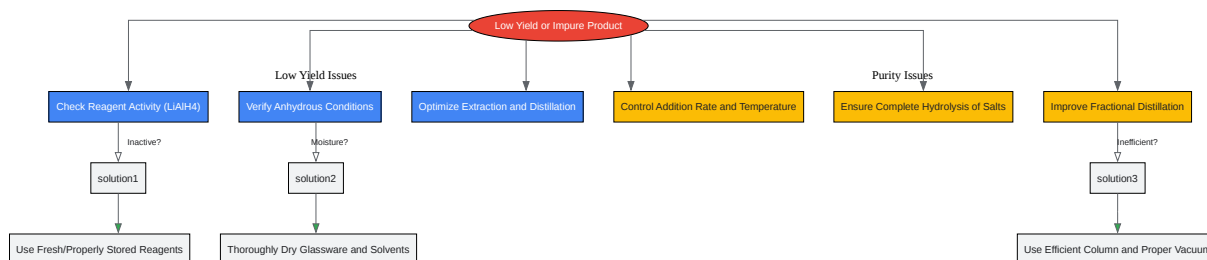 Low Yield or Impure Product
Low Yield Issues
Purity Issues
Check Reagent Activity (LiAlH4)
Verify Anhydrous Conditions
Optimize Extraction and Distillation
Control Addition Rate and Temperature
Ensure Complete Hydrolysis of Salts
Improve Fractional Distillation
Inactive?
Moisture?
Inefficient?
solution1
solution2
solution3
Use Fresh/Properly Stored Reagents
Thoroughly Dry Glassware and Solvents
Use Efficient Column and Proper Vacuum